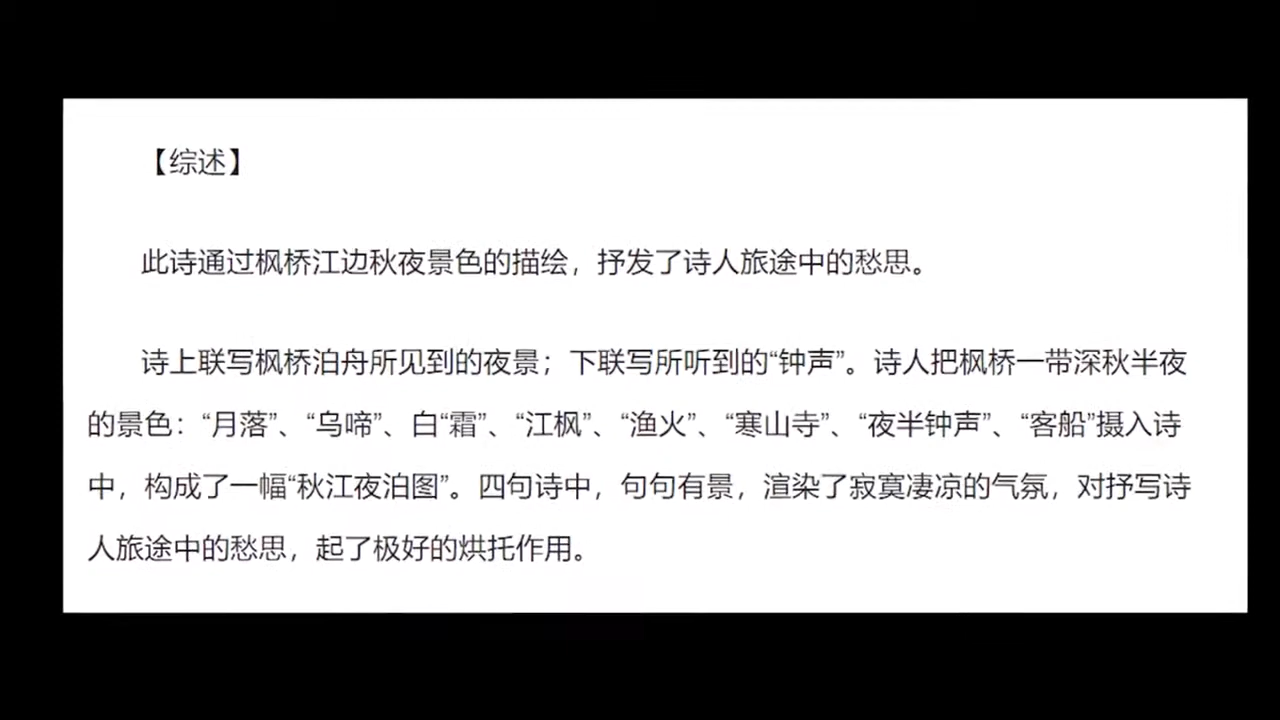 【综述】
此诗通过枫桥江边秋夜景色的描绘，抒发了诗人旅途中的愁思。
诗上联写枫桥泊舟所见到的夜景；下联写所听到的“钟声”。诗人把枫桥一带深秋半夜
的景色：“月落”、“乌啼”、白“霜”、“江枫”、“渔火”、“寒山寺”、“夜半钟声”、“客船”摄入诗
中，构成了一幅“秋江夜泊图”。四句诗中，句句有景，渲染了寂寞凄凉的气氛，对抒写诗
人旅途中的愁思，起了极好的烘托作用。